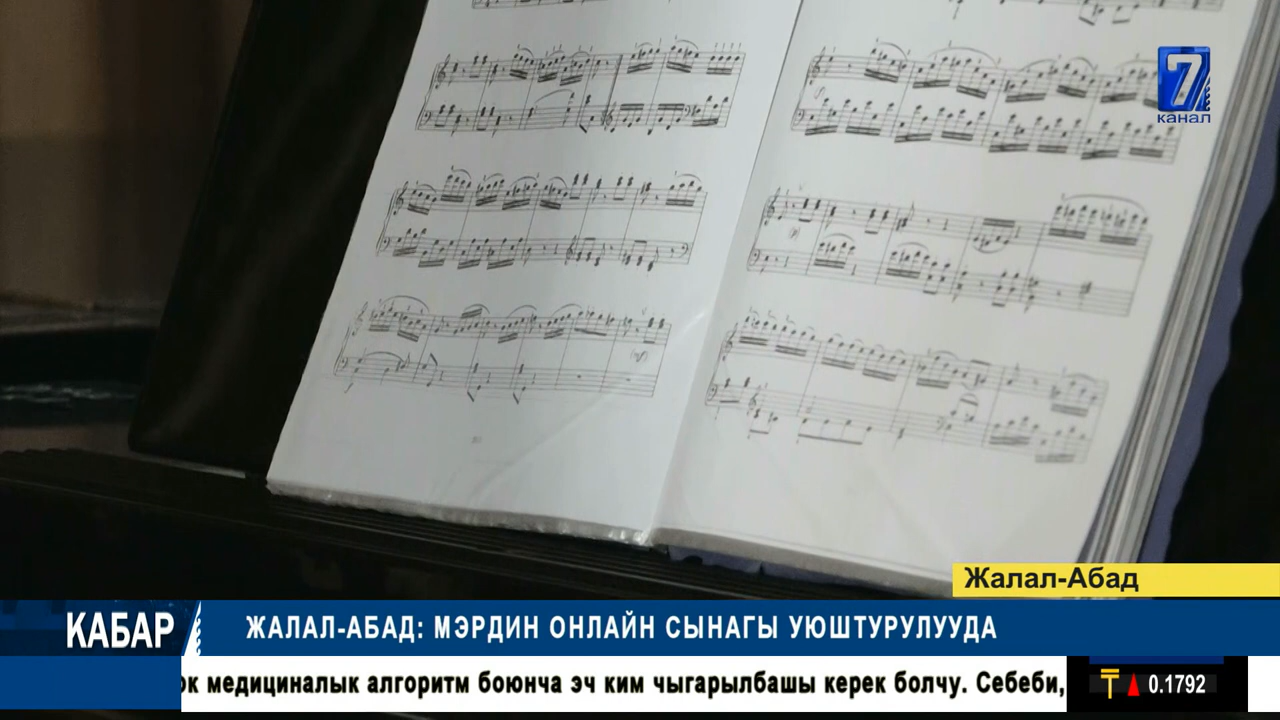 7
канал
Жалал-Абад
КАБАР
ЖАЛАЛ-АБАД: МЭРДИН ОНЛАЙН СЫНАГЫ УЮШТУРУЛУУДА
медициналык алгоритм боюнча эч ким чыгарылбашы керек болчу. Себеби,
₸ ▲ 0.1792